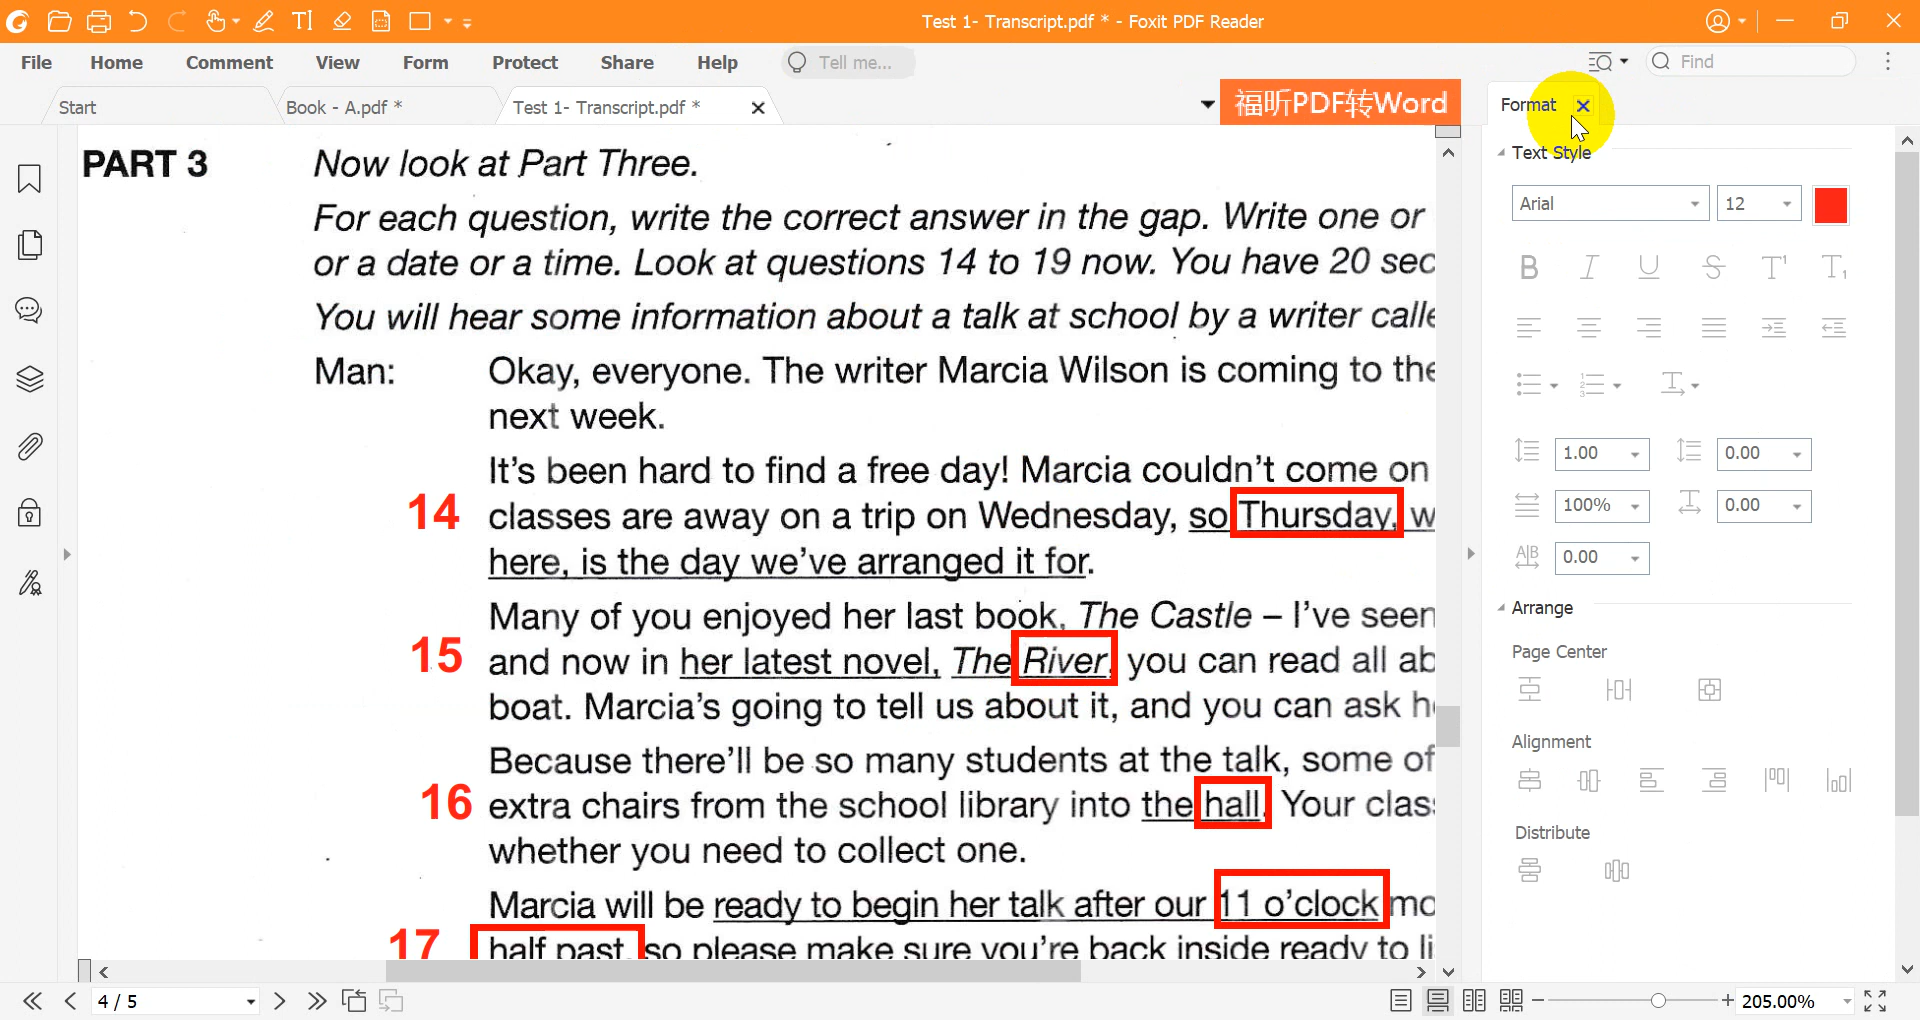 Test 1- Transcript.pdf * - Foxit PDF Reader
File Home Comment View Form Protect Share Help Tell me... Find
Start Book - A.pdf * Test 1- Transcript.pdf * 福昕PDF转Word Format
Text Style
Arial 12
1.00 0.00
100% 0.00
0.00
Arrange
Page Center
Alignment
Distribute
PART 3 Now look at Part Three.
For each question, write the correct answer in the gap. Write one or
or a date or a time. Look at questions 14 to 19 now. You have 20 sec
You will hear some information about a talk at school by a writer calle
Man: Okay, everyone. The writer Marcia Wilson is coming to the
next week.
It's been hard to find a free day! Marcia couldn't come on
14 classes are away on a trip on Wednesday, so Thursday, w
here, is the day we've arranged it for.
Many of you enjoyed her last book, The Castle – I've seen
15 and now in her latest novel, The River, you can read all ab
boat. Marcia's going to tell us about it, and you can ask h
Because there'll be so many students at the talk, some of
16 extra chairs from the school library into the hall. Your clas
whether you need to collect one.
Marcia will be ready to begin her talk after our 11 o'clock mo
17 half past, so please make sure you're back inside ready to li
4 / 5 205.00%